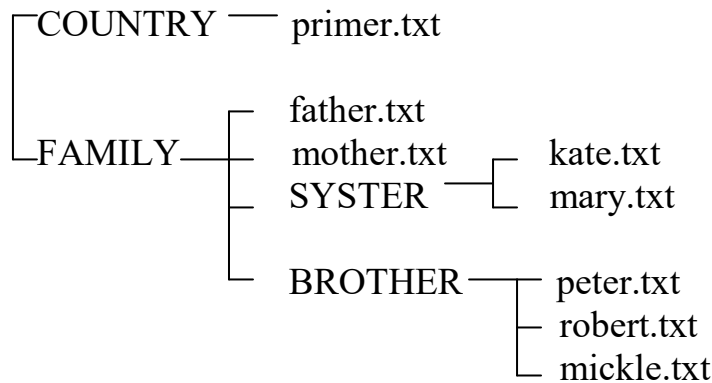 COUNTRY primer.txt
father.txt
FAMILY mother.txt kate.txt
SYSTER mary.txt
BROTHER peter.txt
robert.txt
mickle.txt